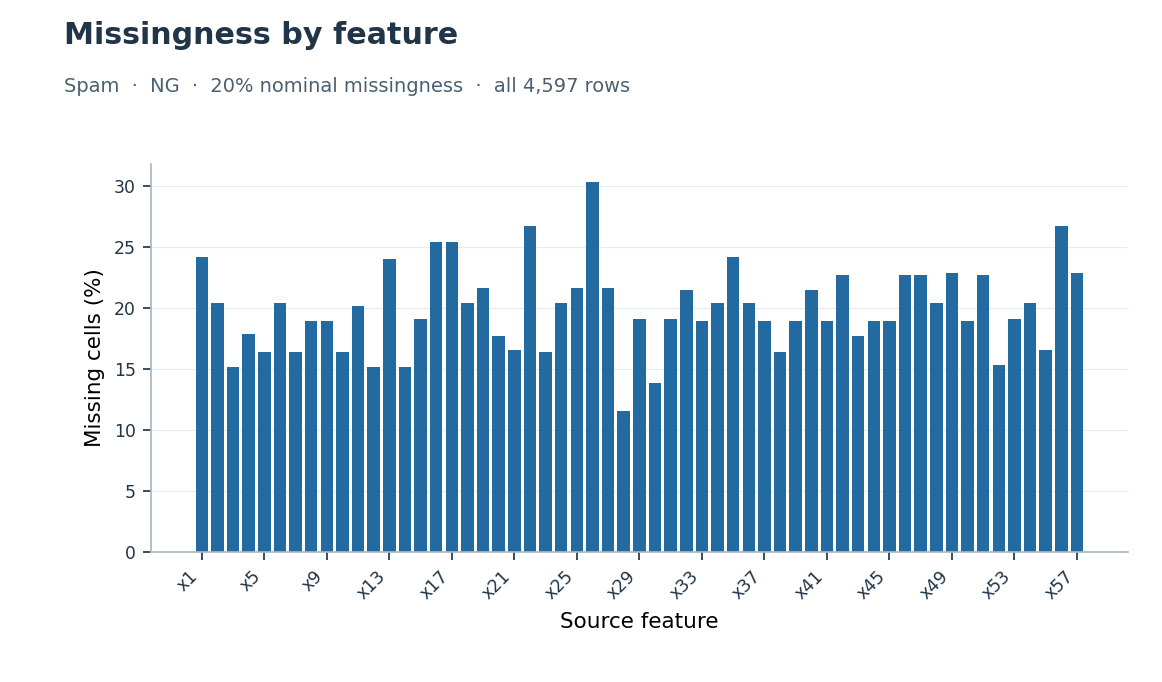 Missingness by feature
Spam · NG · 20% nominal missingness · all 4,597 rows
30
25
20
15
10
5
0
Missing cells (%)
x1 x5 x9 x13 x17 x21 x25 x29 x33 x37 x41 x45 x49 x53 x57
Source feature